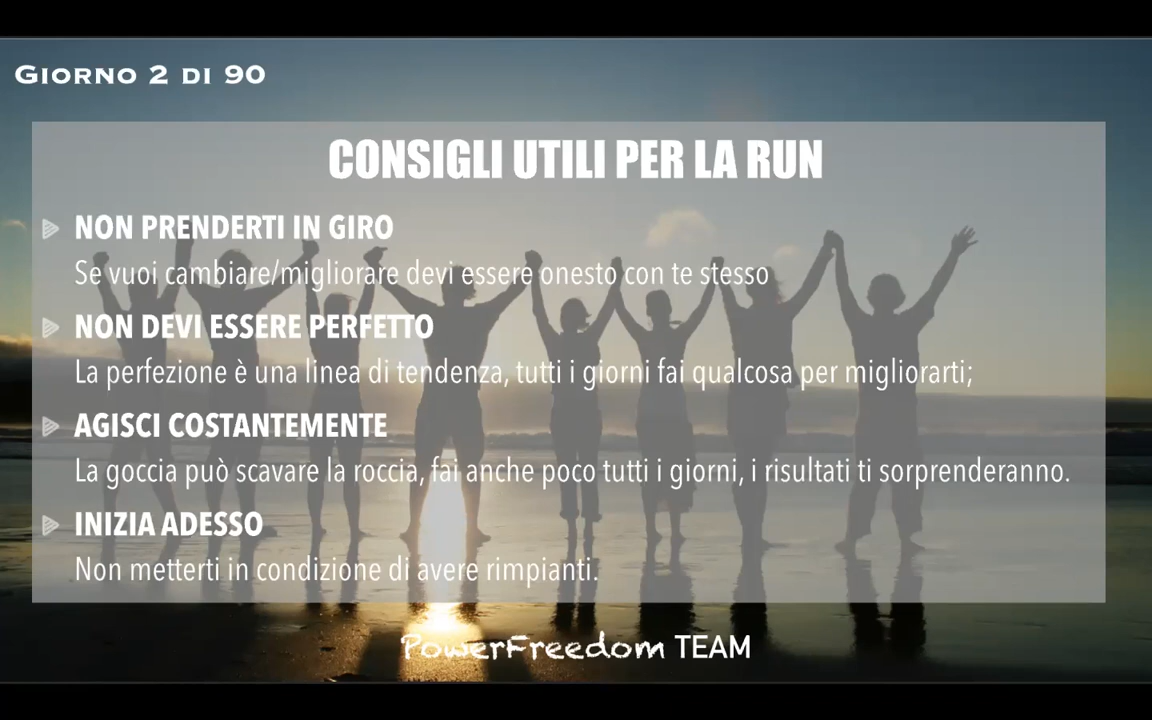 GIORNO 2 DI 90
CONSIGLI UTILI PER LA RUN
NON PRENDERTI IN GIRO
Se vuoi cambiare/migliorare devi essere onesto con te stesso
NON DEVI ESSERE PERFETTO
La perfezione è una linea di tendenza, tutti i giorni fai qualcosa per migliorarti;
AGISCI COSTANTEMENTE
La goccia può scavare la roccia, fai anche poco tutti i giorni, i risultati ti sorprenderanno.
INIZIA ADESSO
Non metterti in condizione di avere rimpianti.
PowerFreedom TEAM